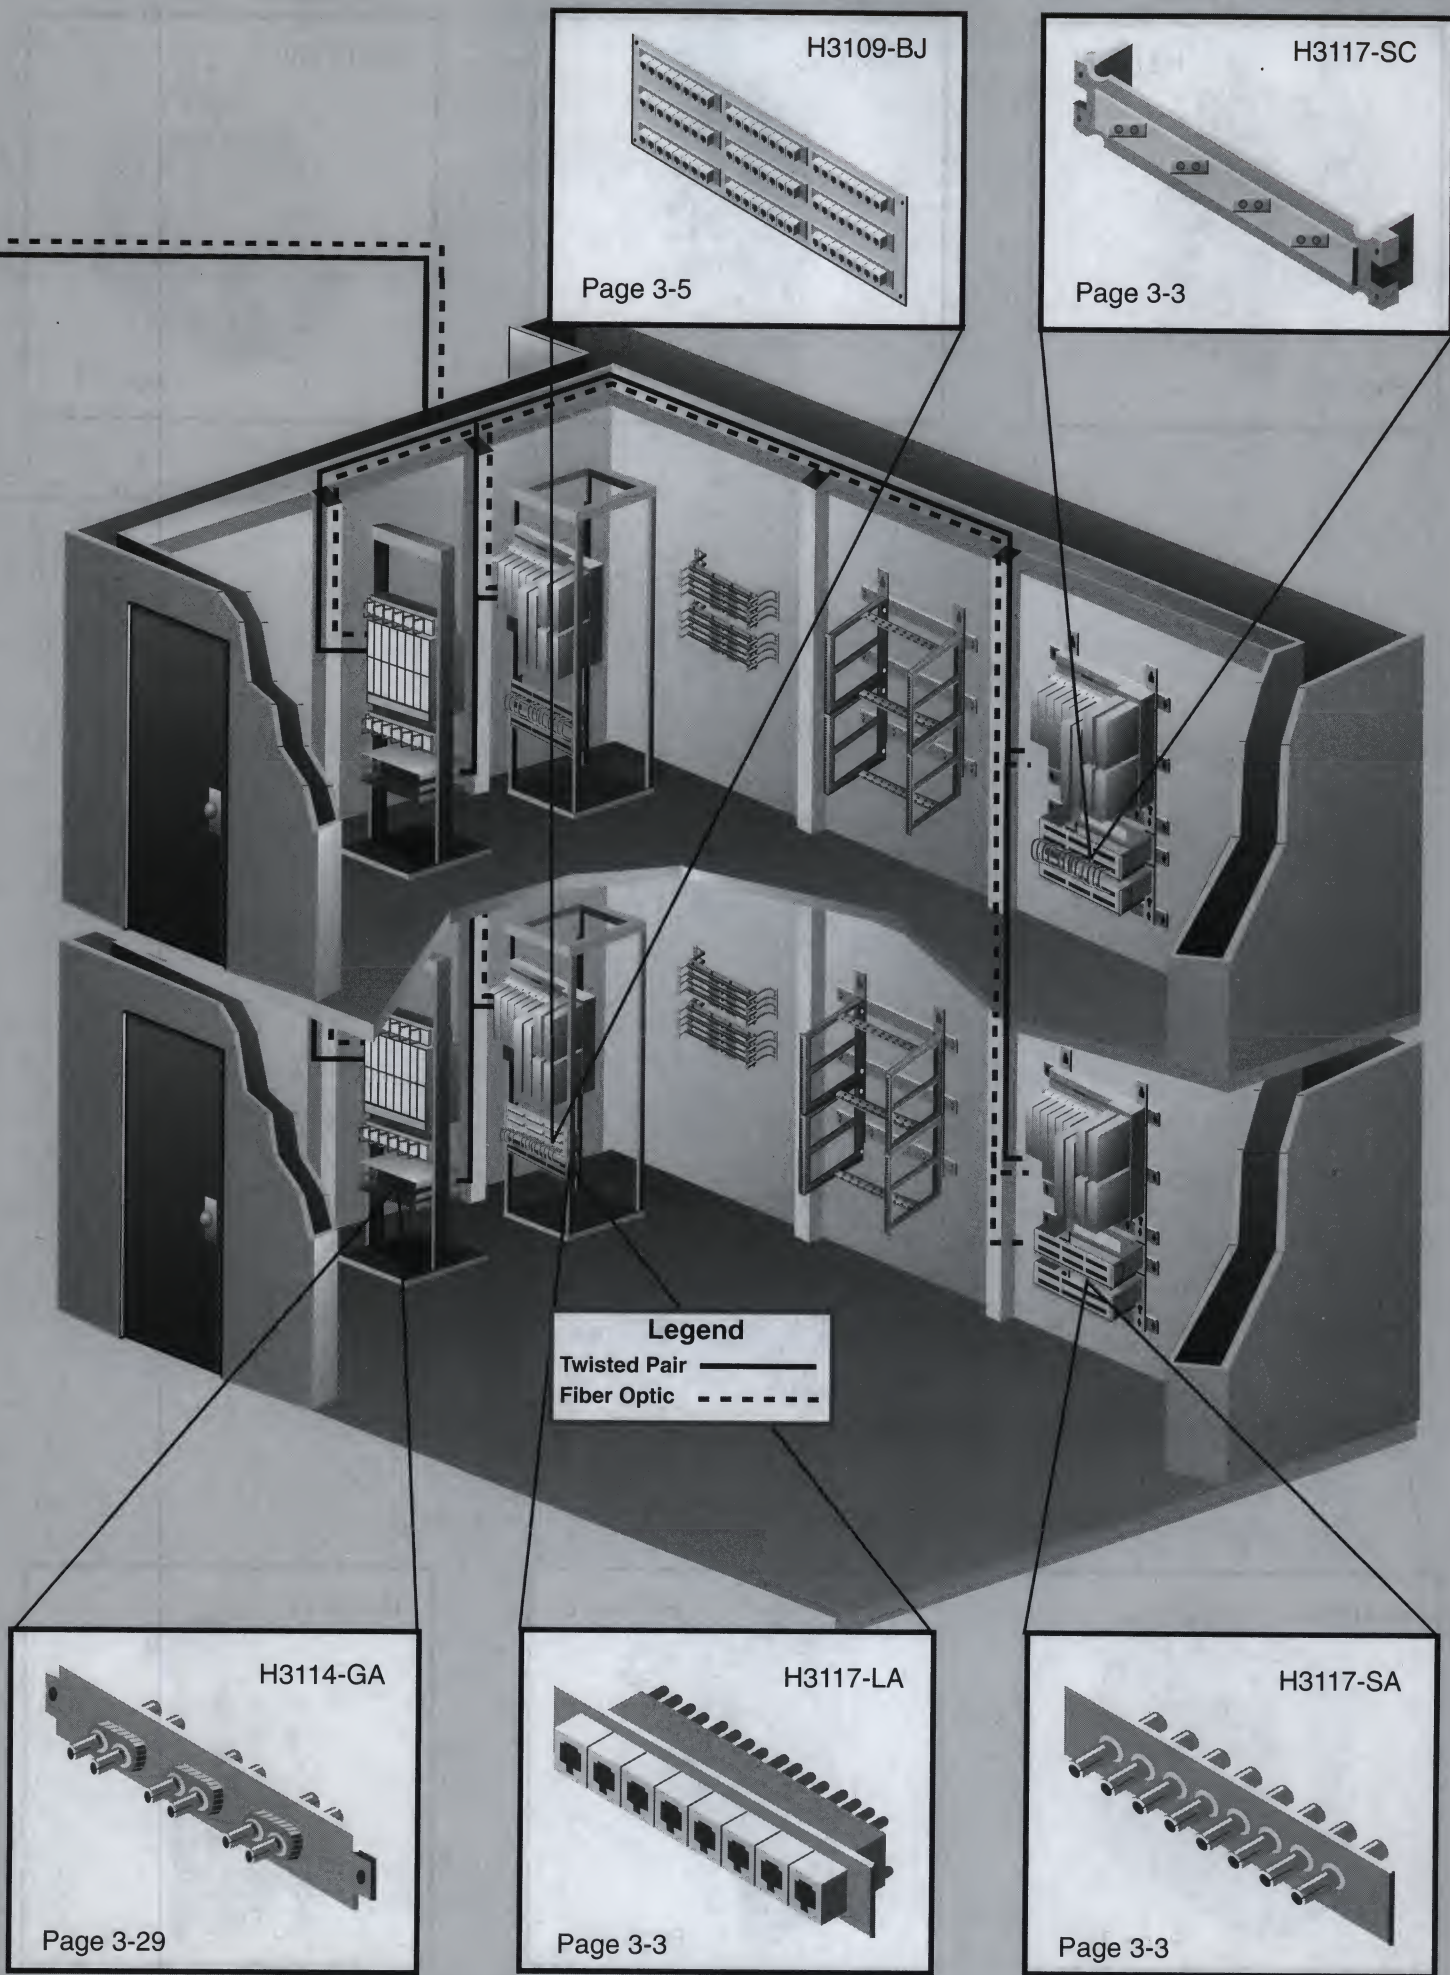 H3109-BJ
Page 3-5
H3117-SC
Page 3-3
Legend
Twisted Pair
Fiber Optic
H3114-GA
Page 3-29
H3117-LA
Page 3-3
H3117-SA
Page 3-3